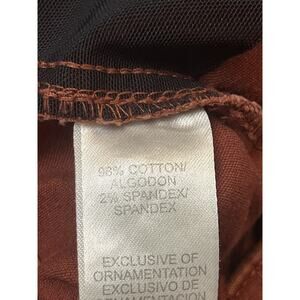 98% COTTON/
ALGODON
2% SPANDEX/
SPANDEX
EXCLUSIVE OF
ORNAMENTATION
EXCLUSIVO DE